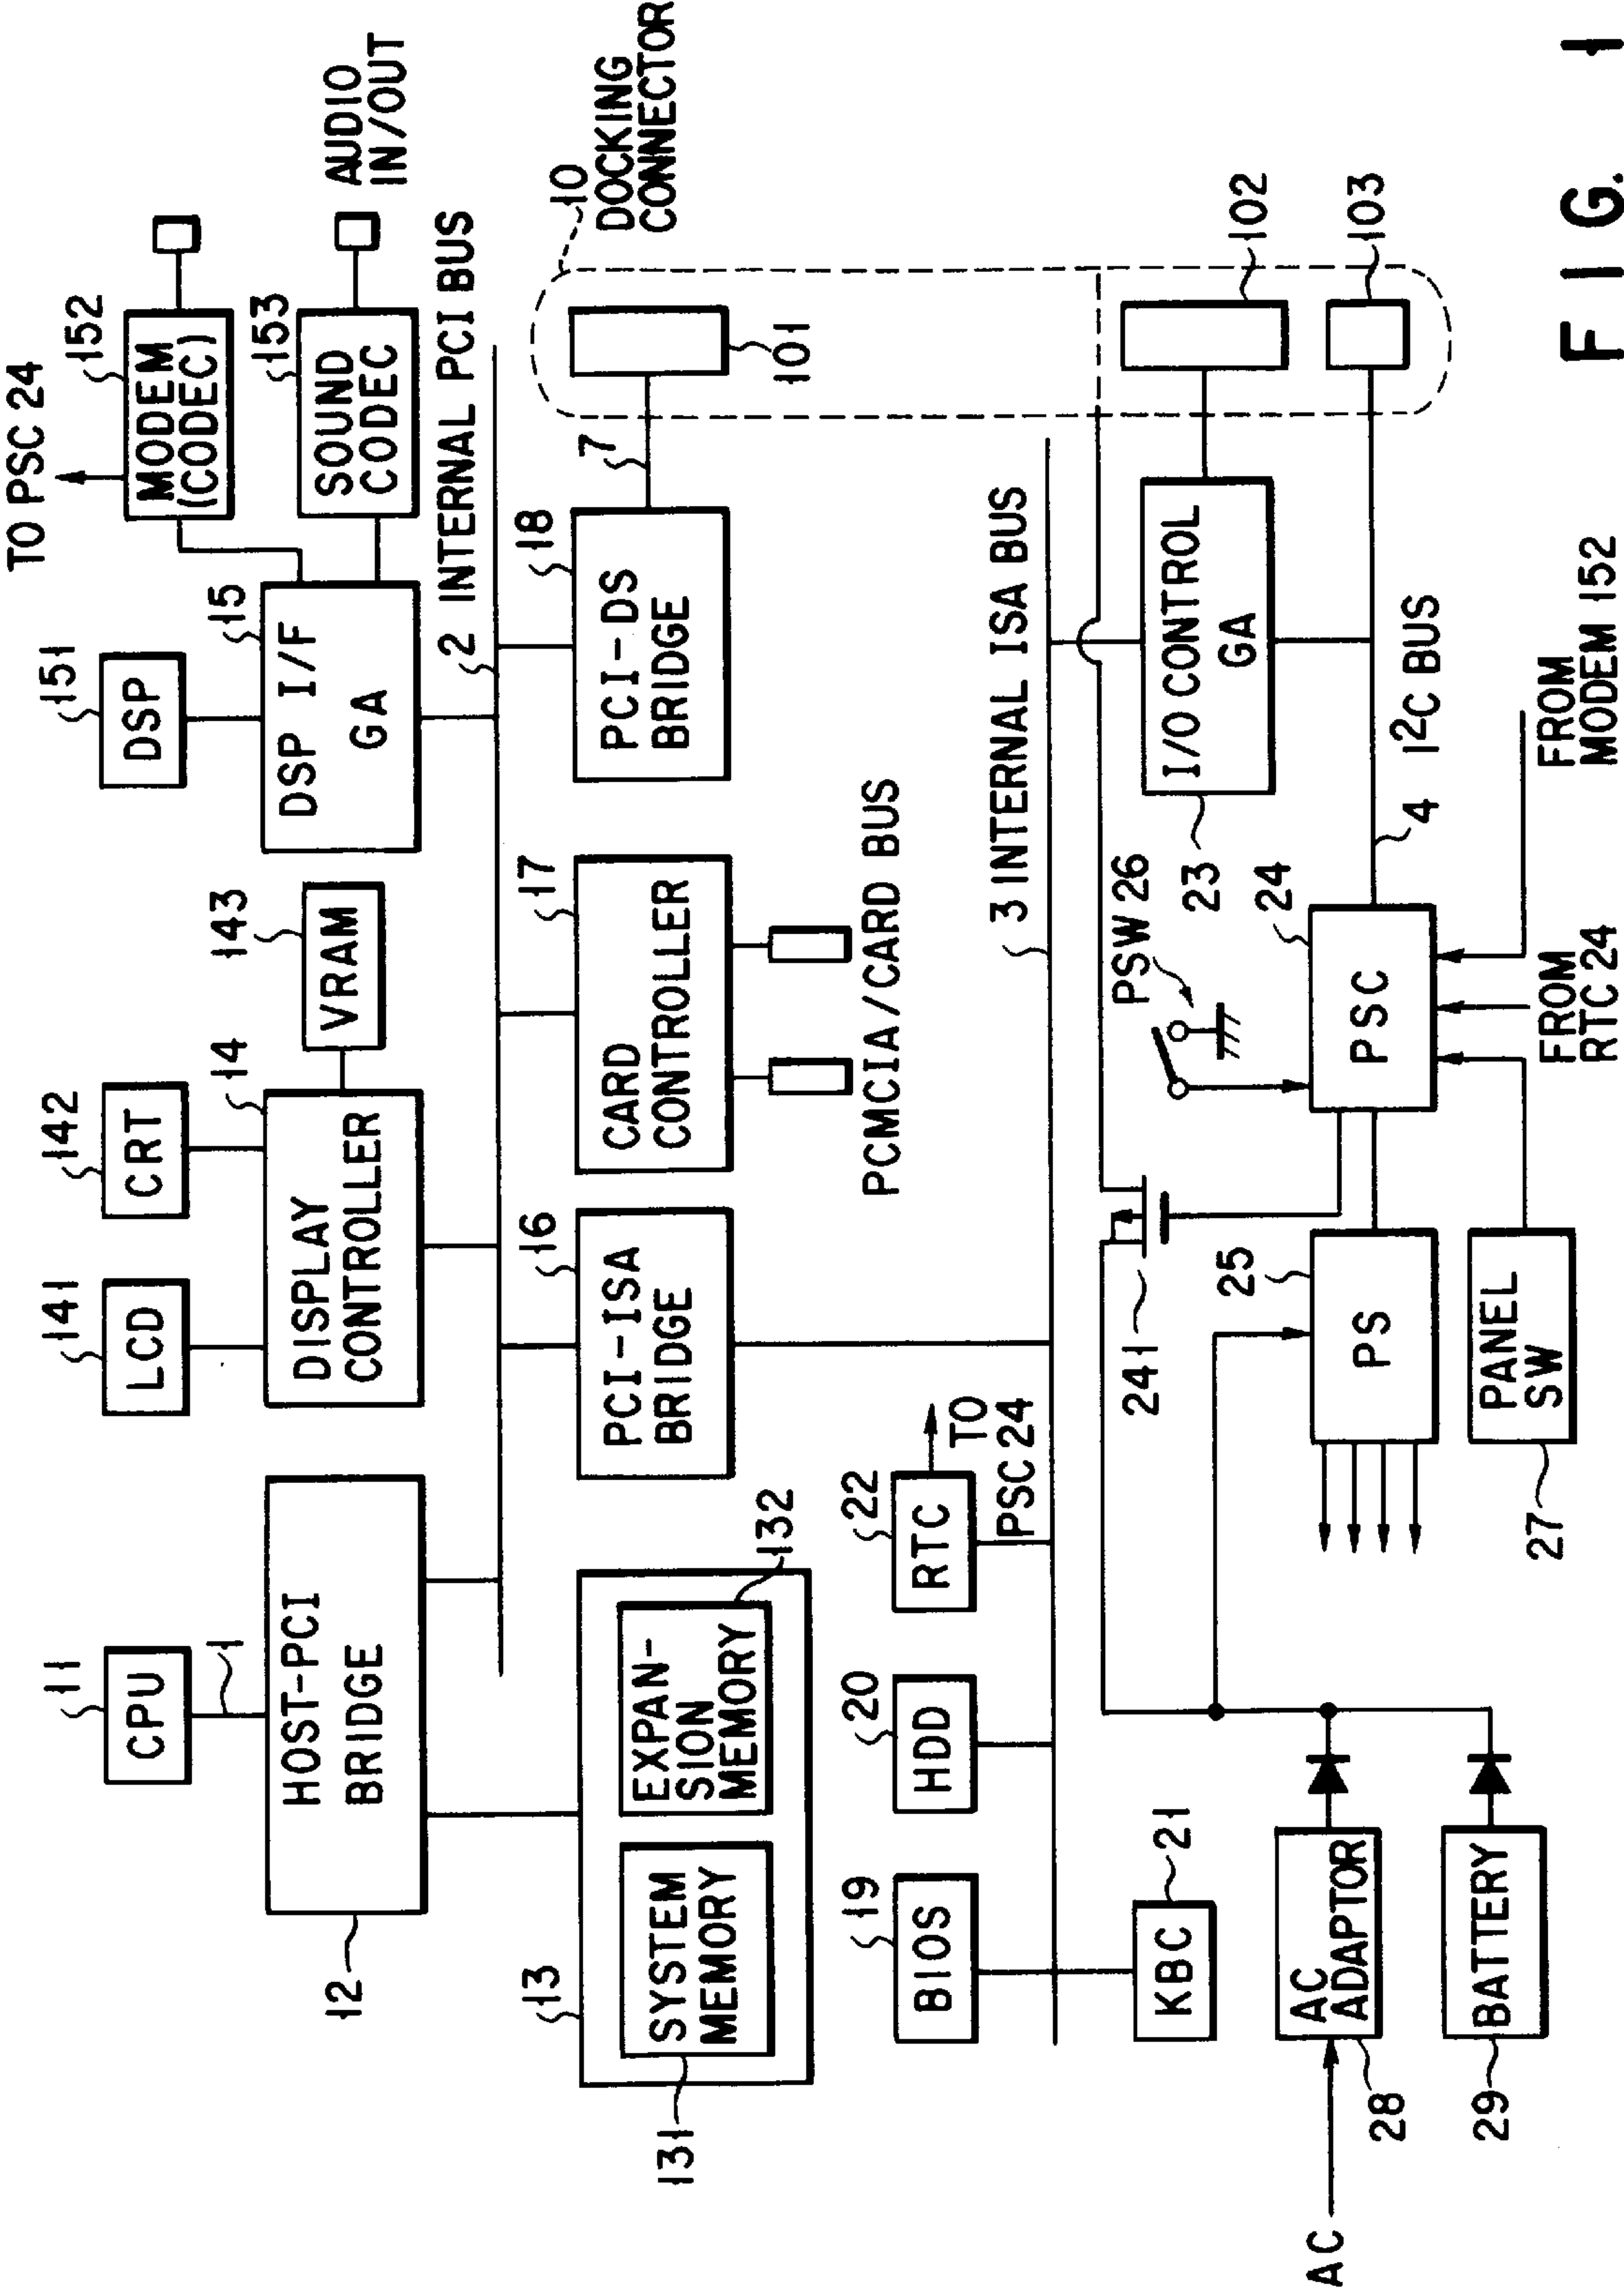 TO PSC 24
11
CPU
1
141
LCD
142
CRT
143
VRAM
151
DSP
152
MODEM
(CODEC)
153
SOUND
CODEC
AUDIO
IN/OUT
12
HOST-PCI
BRIDGE
14
DISPLAY
CONTROLLER
15
DSP I/F
GA
2 INTERNAL PCI BUS
13
131
SYSTEM
MEMORY
132
EXPAN-
SION
MEMORY
16
PCI-ISA
BRIDGE
17
CARD
CONTROLLER
PCMCIA/CARD BUS
18
PCI-DS
BRIDGE
7
10
DOCKING
CONNECTOR
101
19
BIOS
20
HDD
22
RTC
TO
PSC24
3 INTERNAL ISA BUS
21
KBC
241
PSW 26
23
I/O CONTROL
GA
102
103
AC
28
AC
ADAPTOR
29
BATTERY
25
PS
24
PSC
4
I2C BUS
27
PANEL
SW
FROM
RTC 24
FROM
MODEM 152
FIG. 1